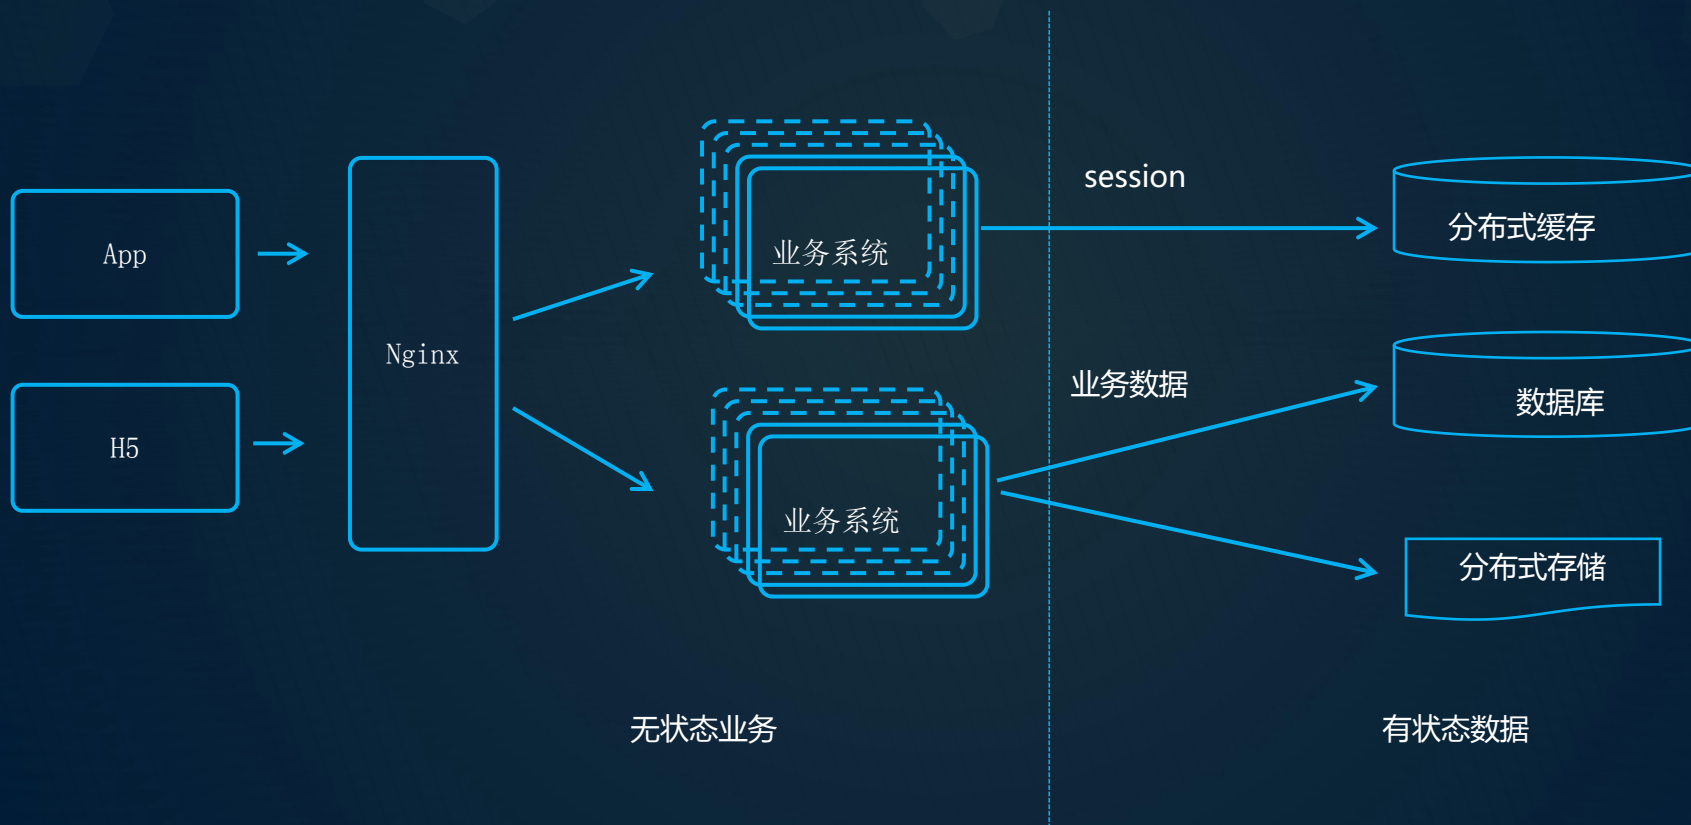 App
H5
Nginx
业务系统
业务系统
session
业务数据
分布式缓存
数据库
分布式存储
无状态业务
有状态数据